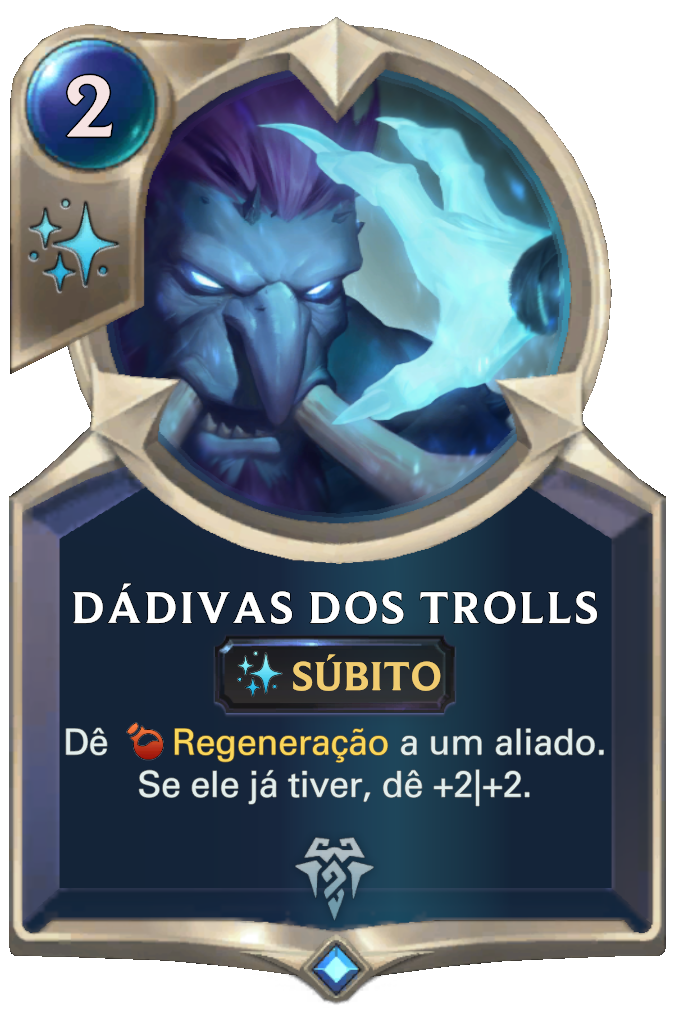 2
DÁDIVAS DOS TROLLS
SÚBITO
Dê Regeneração a um aliado.
Se ele já tiver, dê +2|+2.